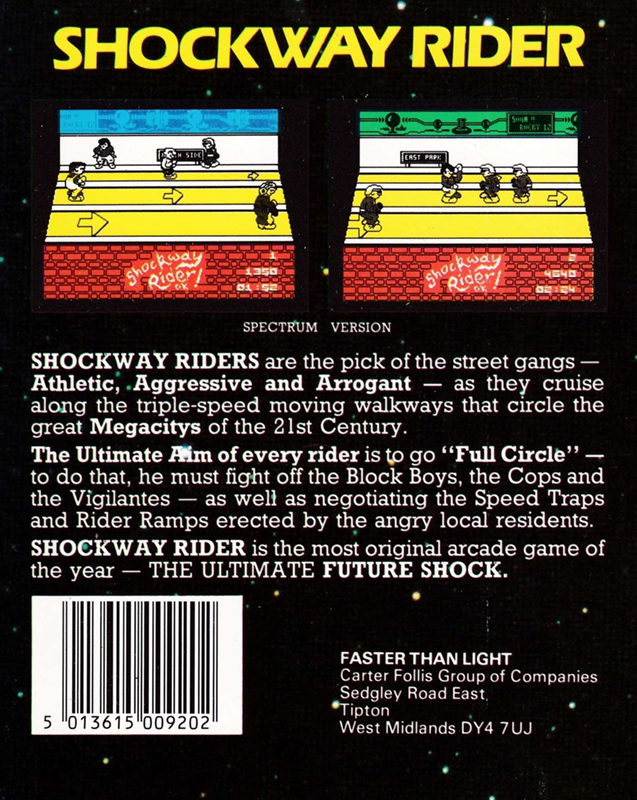 SHOCKWAY RIDER
SIDE
EAST PARK
Shockway
Rider!
OK
1
1350
01:52
Shockway
Rider!
2
4640
02:24
SPECTRUM VERSION
SHOCKWAY RIDERS are the pick of the street gangs —
Athletic, Aggressive and Arrogant — as they cruise
along the triple-speed moving walkways that circle the
great Megacitys of the 21st Century.
The Ultimate Aim of every rider is to go "Full Circle" —
to do that, he must fight off the Block Boys, the Cops and
the Vigilantes — as well as negotiating the Speed Traps
and Rider Ramps erected by the angry local residents.
SHOCKWAY RIDER is the most original arcade game of
the year — THE ULTIMATE FUTURE SHOCK.
FASTER THAN LIGHT
Carter Follis Group of Companies
Sedgley Road East,
Tipton
West Midlands DY4 7UJ
5 013615 009202